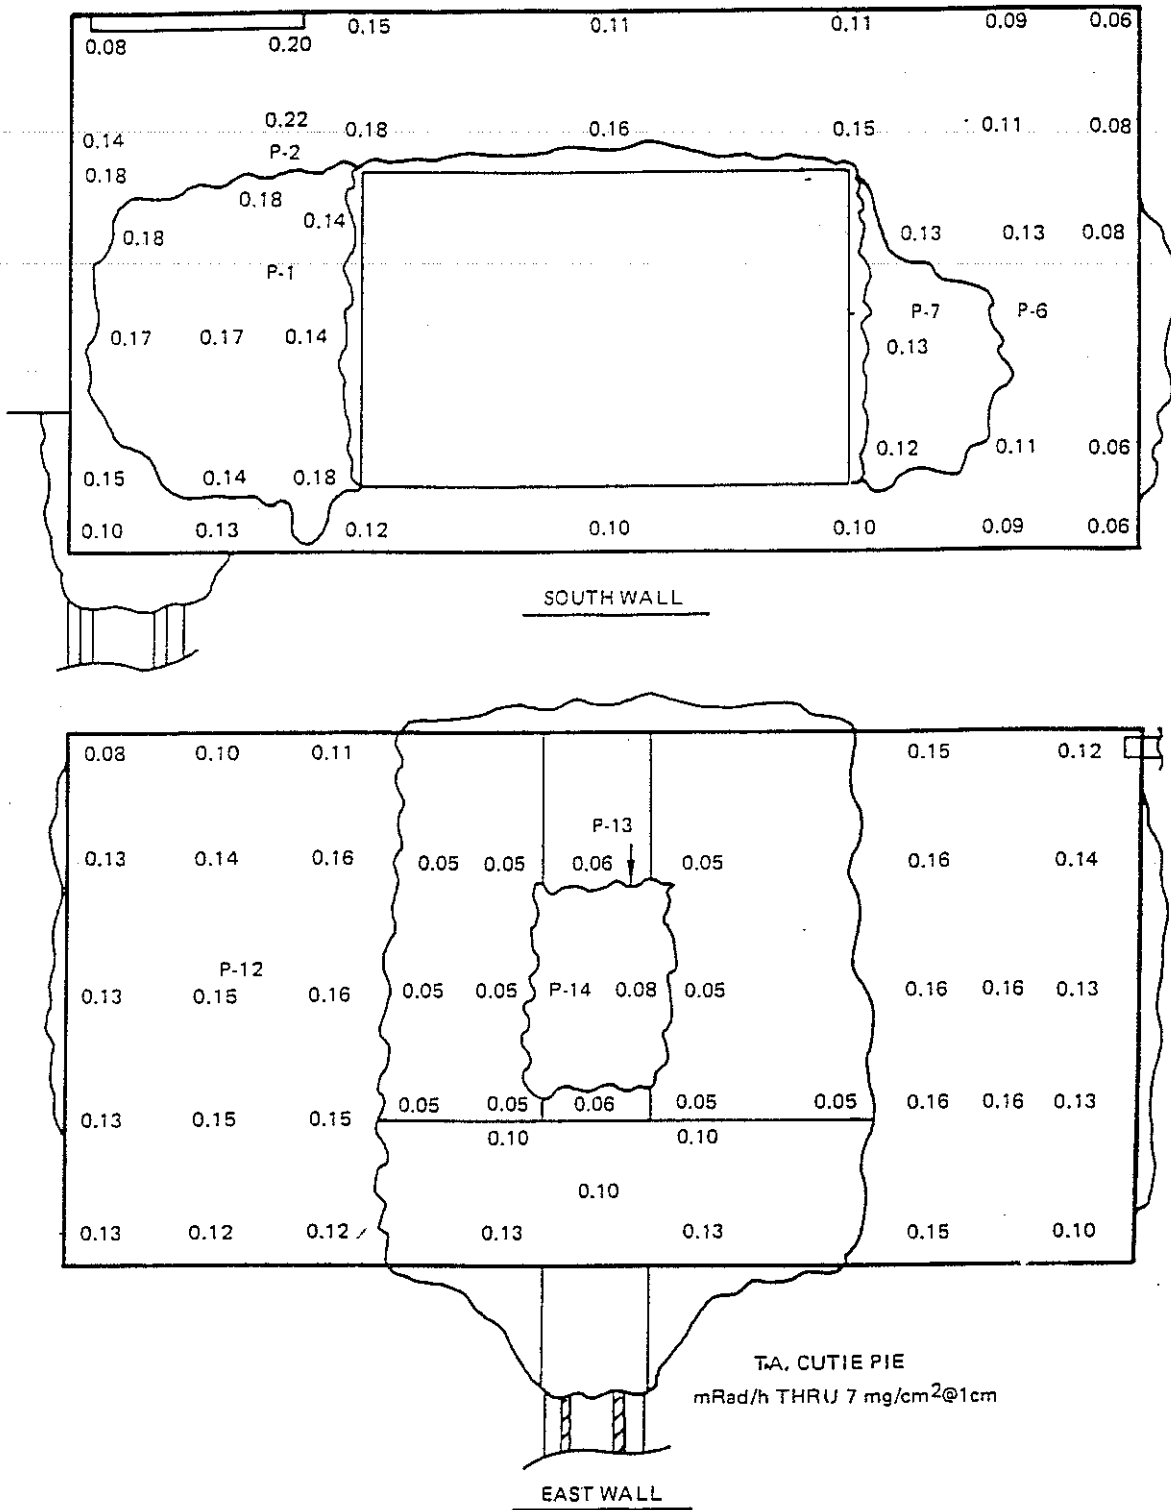 0.15 0.11 0.11 0.09 0.06
0.08 0.20
0.22 0.18 0.16 0.15 0.11 0.08
0.14
P-2
0.18
0.18
0.14
0.18 0.13 0.13 0.08
P-1
P-7 P-6
0.17 0.17 0.14 0.13
0.12 0.11 0.06
0.15 0.14 0.18
0.10 0.13 0.12 0.10 0.10 0.09 0.06
SOUTH WALL
0.08 0.10 0.11 0.15 0.12
P-13
0.13 0.14 0.16 0.05 0.05 0.06 0.05 0.16 0.14
P-12
0.13 0.15 0.16 0.05 0.05 P-14 0.08 0.05 0.16 0.16 0.13
0.13 0.15 0.15 0.05 0.05 0.06 0.05 0.05 0.16 0.16 0.13
0.10 0.10
0.10
0.13 0.12 0.12 0.13 0.13 0.15 0.10
T.A. CUTIE PIE
mRad/h THRU 7 mg/cm²@1cm
EAST WALL